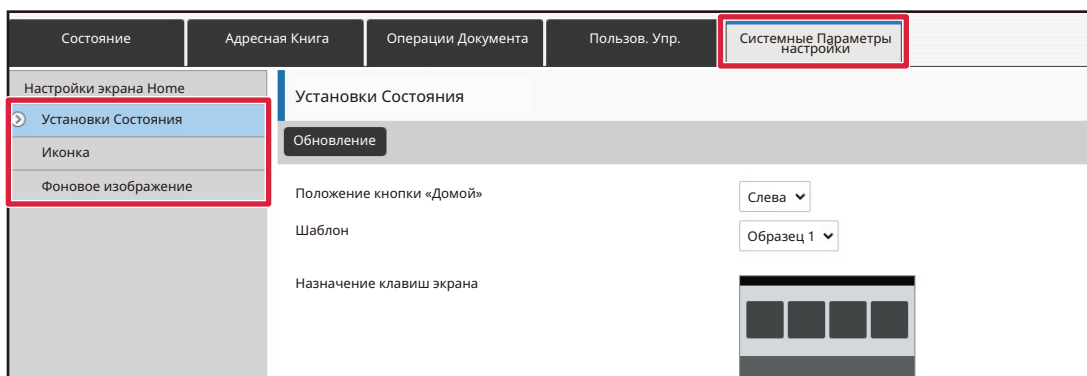 Состояние
Адресная Книга
Операции Документа
Пользов. Упр.
Системные Параметры
настройки
Настройки экрана Home
Установки Состояния
Иконка
Фоновое изображение
Установки Состояния
Обновление
Положение кнопки «Домой»
Слева
Шаблон
Образец 1
Назначение клавиш экрана